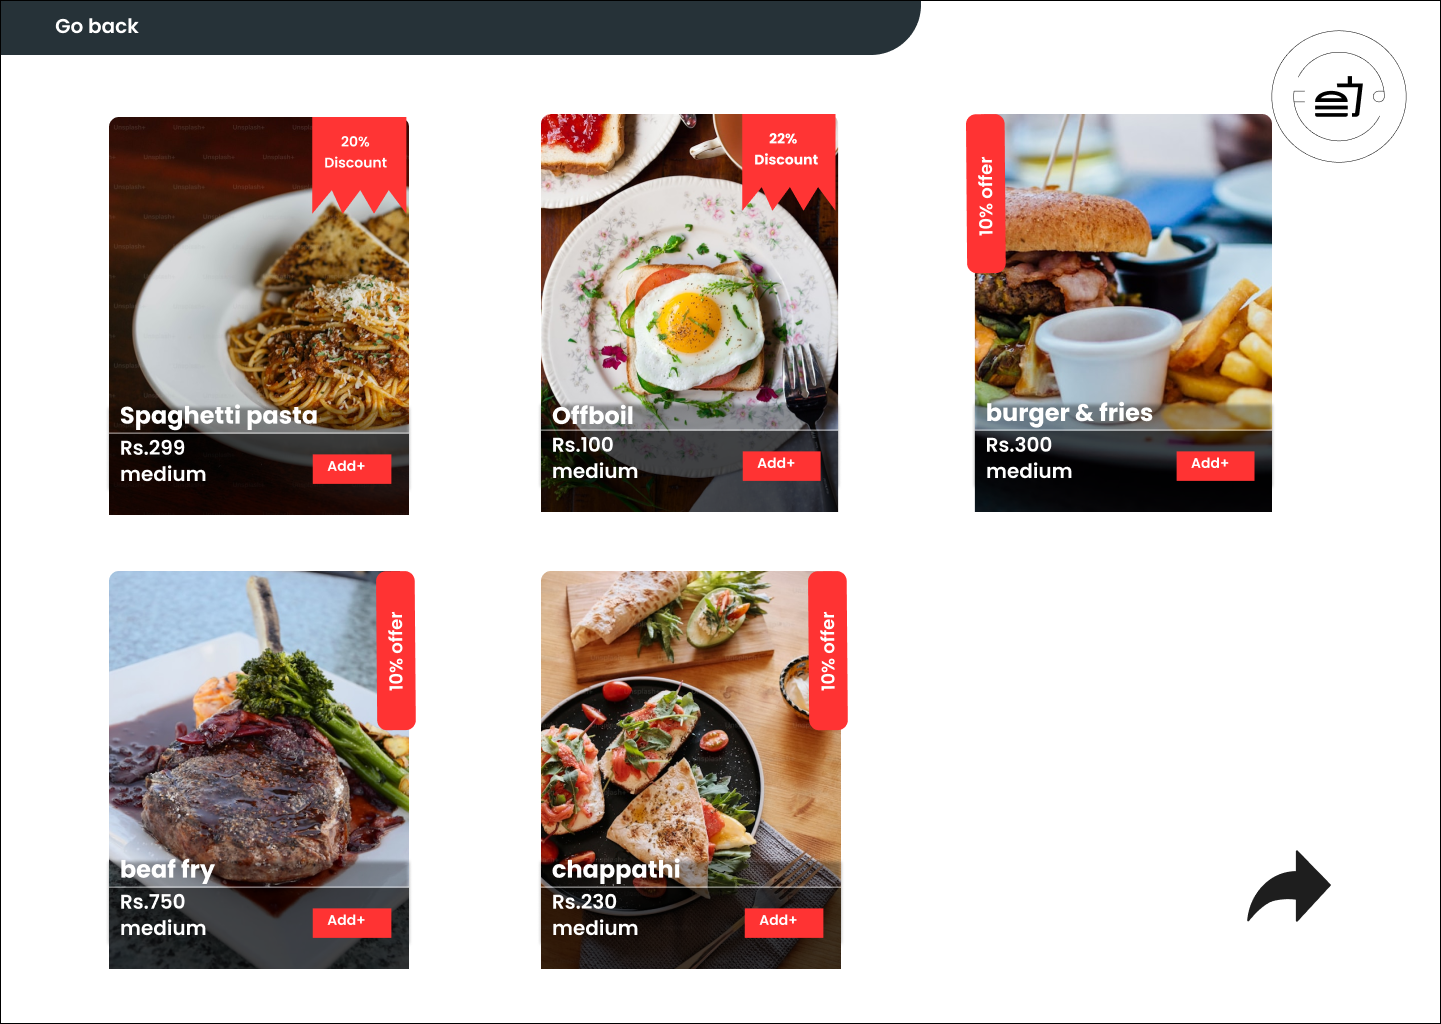 Go back
20%
Discount
Spaghetti pasta
Rs.299
medium
Add+
22%
Discount
Offboil
Rs.100
medium
Add+
10% offer
burger & fries
Rs.300
medium
Add+
10% offer
beaf fry
Rs.750
medium
Add+
10% offer
chappathi
Rs.230
medium
Add+
Unsplash+